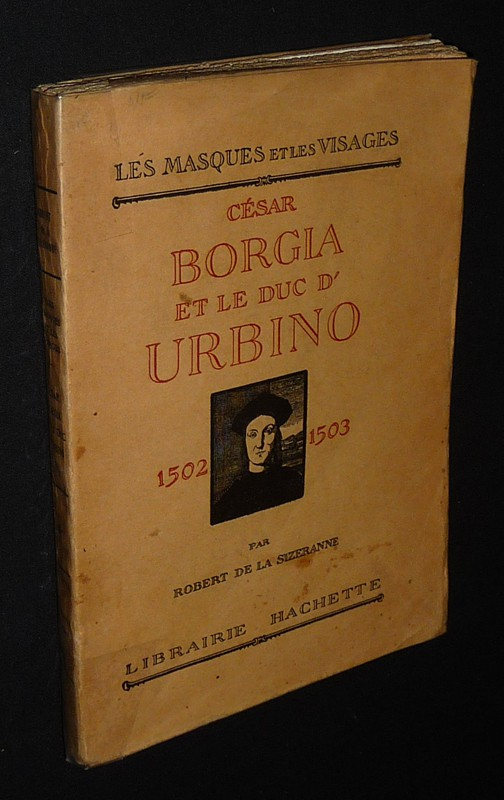 LES MASQUES ET LES VISAGES
CÉSAR
BORGIA
ET LE DUC D'
URBINO
1502 1503
PAR
ROBERT DE LA SIZERANNE
LIBRAIRIE HACHETTE